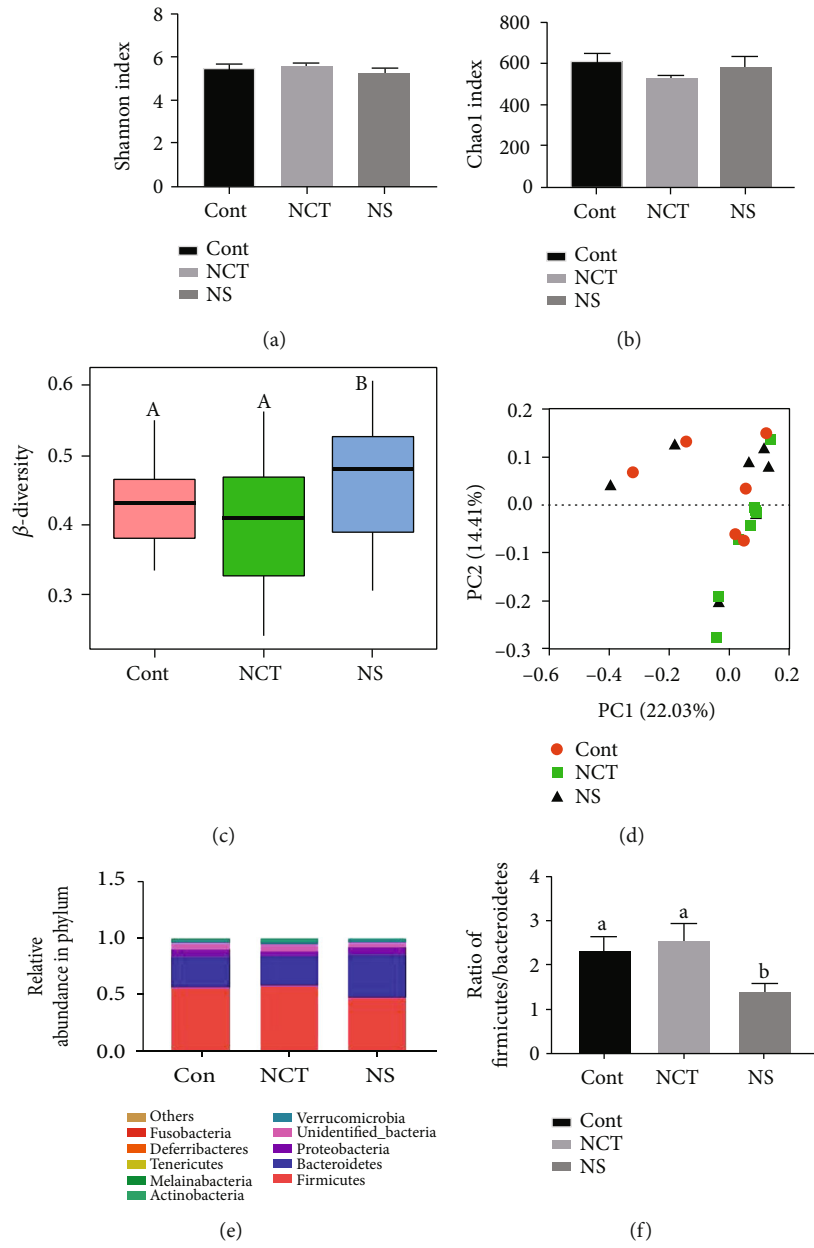 8
6
4
2
0
Shannon index
Cont NCT NS
Cont
NCT
NS
(a)
800
600
400
200
0
Chao1 index
Cont NCT NS
Cont
NCT
NS
(b)
0.6
0.5
0.4
0.3
β-diversity
A A B
Cont NCT NS
(c)
0.2
0.1
0.0
−0.1
−0.2
−0.3
PC2 (14.41%)
−0.6 −0.4 −0.2 0.0 0.2
PC1 (22.03%)
Cont
NCT
NS
(d)
1.5
1.0
0.5
0.0
Relative
abundance in phylum
Con NCT NS
Others
Fusobacteria
Deferribacteres
Tenericutes
Melainabacteria
Actinobacteria
Verrucomicrobia
Unidentified_bacteria
Proteobacteria
Bacteroidetes
Firmicutes
(e)
4
3
2
1
0
Ratio of
firmicutes/bacteroidetes
a a b
Cont NCT NS
Cont
NCT
NS
(f)